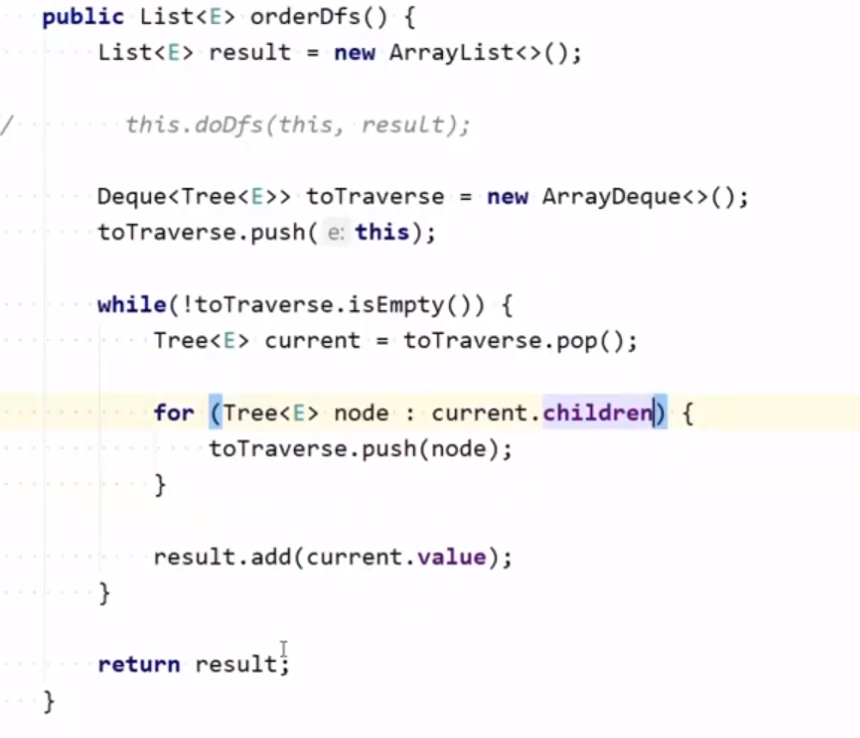 public List<E> orderDfs() {
List<E> result = new ArrayList<>();
/ this.doDfs(this, result);
Deque<Tree<E>> toTraverse = new ArrayDeque<>();
toTraverse.push( e: this);
while(!toTraverse.isEmpty()) {
Tree<E> current = toTraverse.pop();
for (Tree<E> node : current.children) {
toTraverse.push(node);
}
result.add(current.value);
}
return result;
}